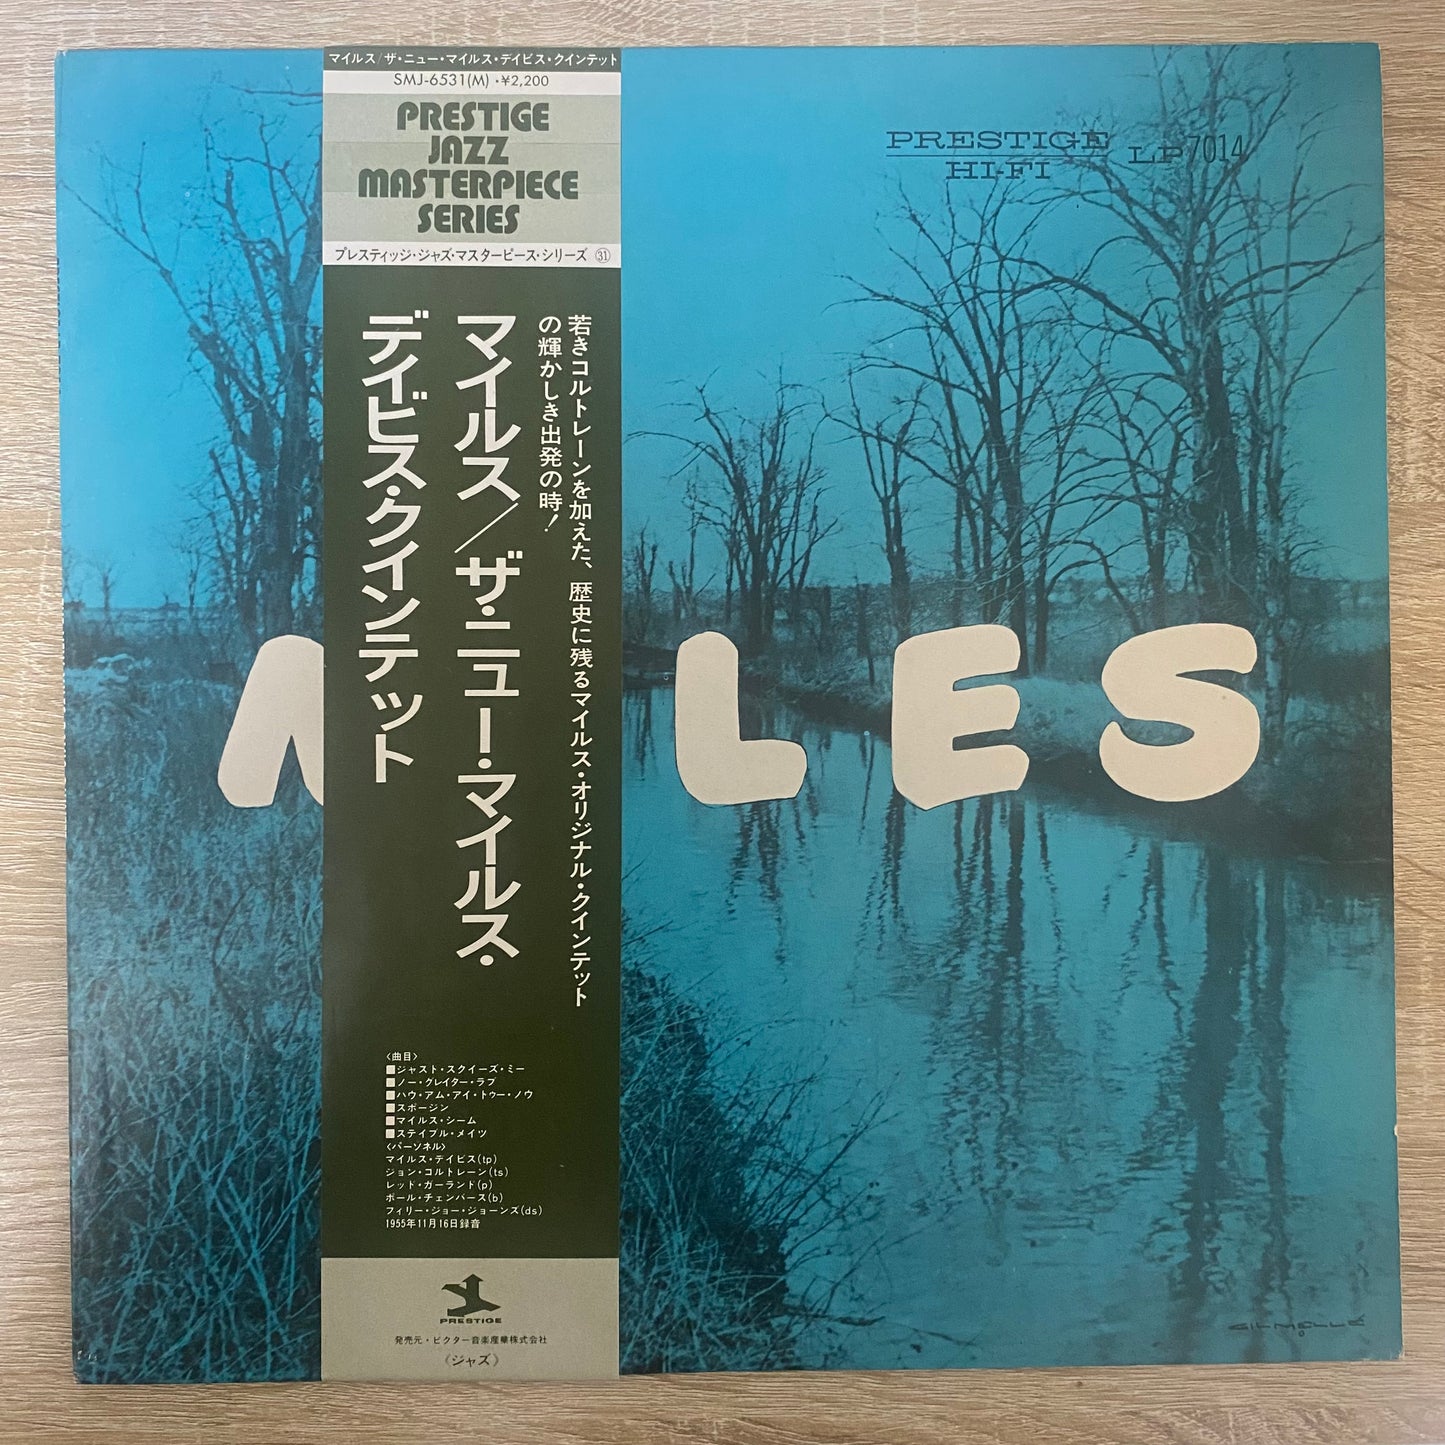 マイルス/ザ・ニュー・マイルス・デイビス・クインテット
SMJ-6531(M)・¥2,200
PRESTIGE
JAZZ
MASTERPIECE
SERIES
プレスティッジ・ジャズ・マスターピース・シリーズ ㉛
若きコルトレーンを加えた、歴史に残るマイルス・オリジナル・クインテット
の輝かしき出発の時!
マイルス/ザ・ニュー・マイルス・
デイビス・クインテット
〈曲目〉
■ジャスト・スクイーズ・ミー
■ノー・グレイター・ラブ
■ハウ・アム・アイ・トゥー・ノウ
■スポージン
■マイルス・シーム
■ステイブル・メイツ
〈パーソネル〉
マイルス・デイビス(tp)
ジョン・コルトレーン(ts)
レッド・ガーランド(p)
ポール・チェンバース(b)
フィリー・ジョー・ジョーンズ(ds)
1955年11月16日録音
PRESTIGE
発売元・ビクター音楽産業株式会社
《ジャズ》
PRESTIGE LP 7014
HI-FI
M LES
GIL MELLÉ